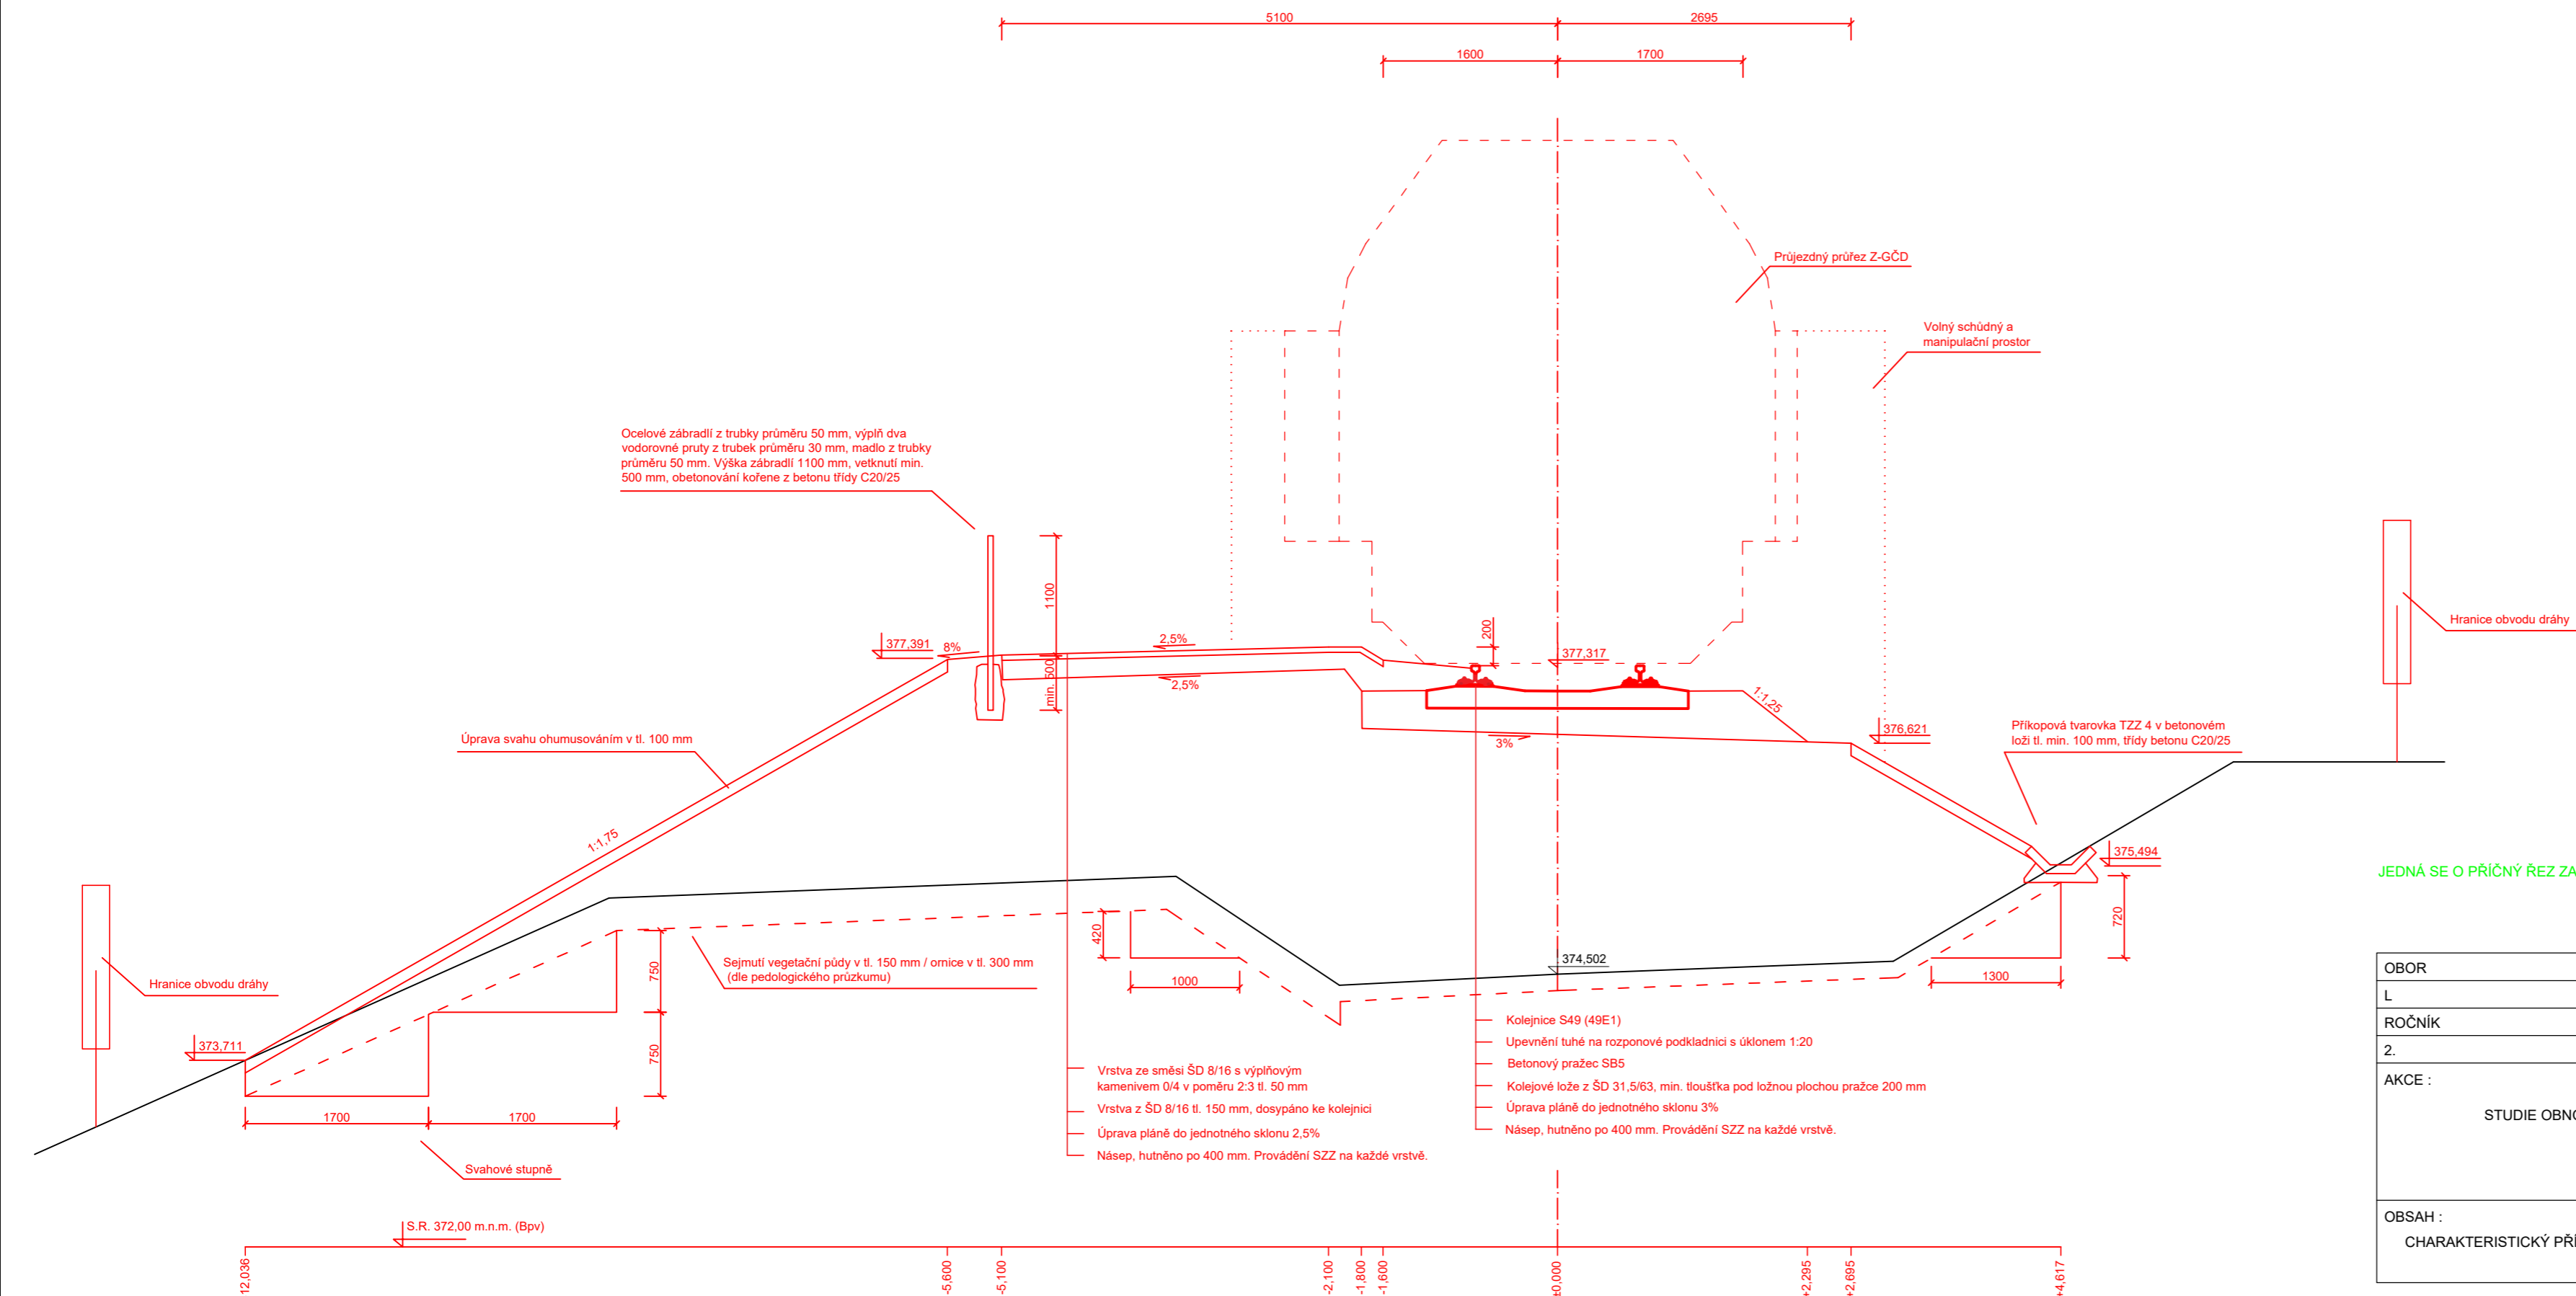 5100
2695
1600
1700
Průjezdný průřez Z-GČD
Volný schůdný a
manipulační prostor
Ocelové zábradlí z trubky průměru 50 mm, výplň dva
vodorovné pruty z trubek průměru 30 mm, madlo z trubky
průměru 50 mm. Výška zábradlí 1100 mm, vetknutí min.
500 mm, obetonování kořene z betonu třídy C20/25
1100
min. 500
Hranice obvodu dráhy
377,391
8%
2,5%
2,5%
200
377,317
1:1,25
3%
376,621
Příkopová tvarovka TZZ 4 v betonovém
loži tl. min. 100 mm, třídy betonu C20/25
Úprava svahu ohumusováním v tl. 100 mm
1:1,75
375,494
720
1300
JEDNÁ SE O PŘÍČNÝ ŘEZ ZA
420
1000
374,502
750
750
Sejmutí vegetační půdy v tl. 150 mm / ornice v tl. 300 mm
(dle pedologického průzkumu)
Hranice obvodu dráhy
373,711
1700
1700
Svahové stupně
Vrstva ze směsi ŠD 8/16 s výplňovým
kamenivem 0/4 v poměru 2:3 tl. 50 mm
Vrstva z ŠD 8/16 tl. 150 mm, dosypáno ke kolejnici
Úprava pláně do jednotného sklonu 2,5%
Násep, hutněno po 400 mm. Provádění SZZ na každé vrstvě.
Kolejnice S49 (49E1)
Upevnění tuhé na rozponové podkladnici s úklonem 1:20
Betonový pražec SB5
Kolejové lože z ŠD 31,5/63, min. tloušťka pod ložnou plochou pražce 200 mm
Úprava pláně do jednotného sklonu 3%
Násep, hutněno po 400 mm. Provádění SZZ na každé vrstvě.
OBOR
L
ROČNÍK
2.
AKCE :
STUDIE OBNO
OBSAH :
CHARAKTERISTICKÝ PŘÍ
S.R. 372,00 m.n.m. (Bpv)
12,036
-5,600
-5,100
-2,100
-1,800
-1,600
±0,000
+2,295
+2,695
+4,617